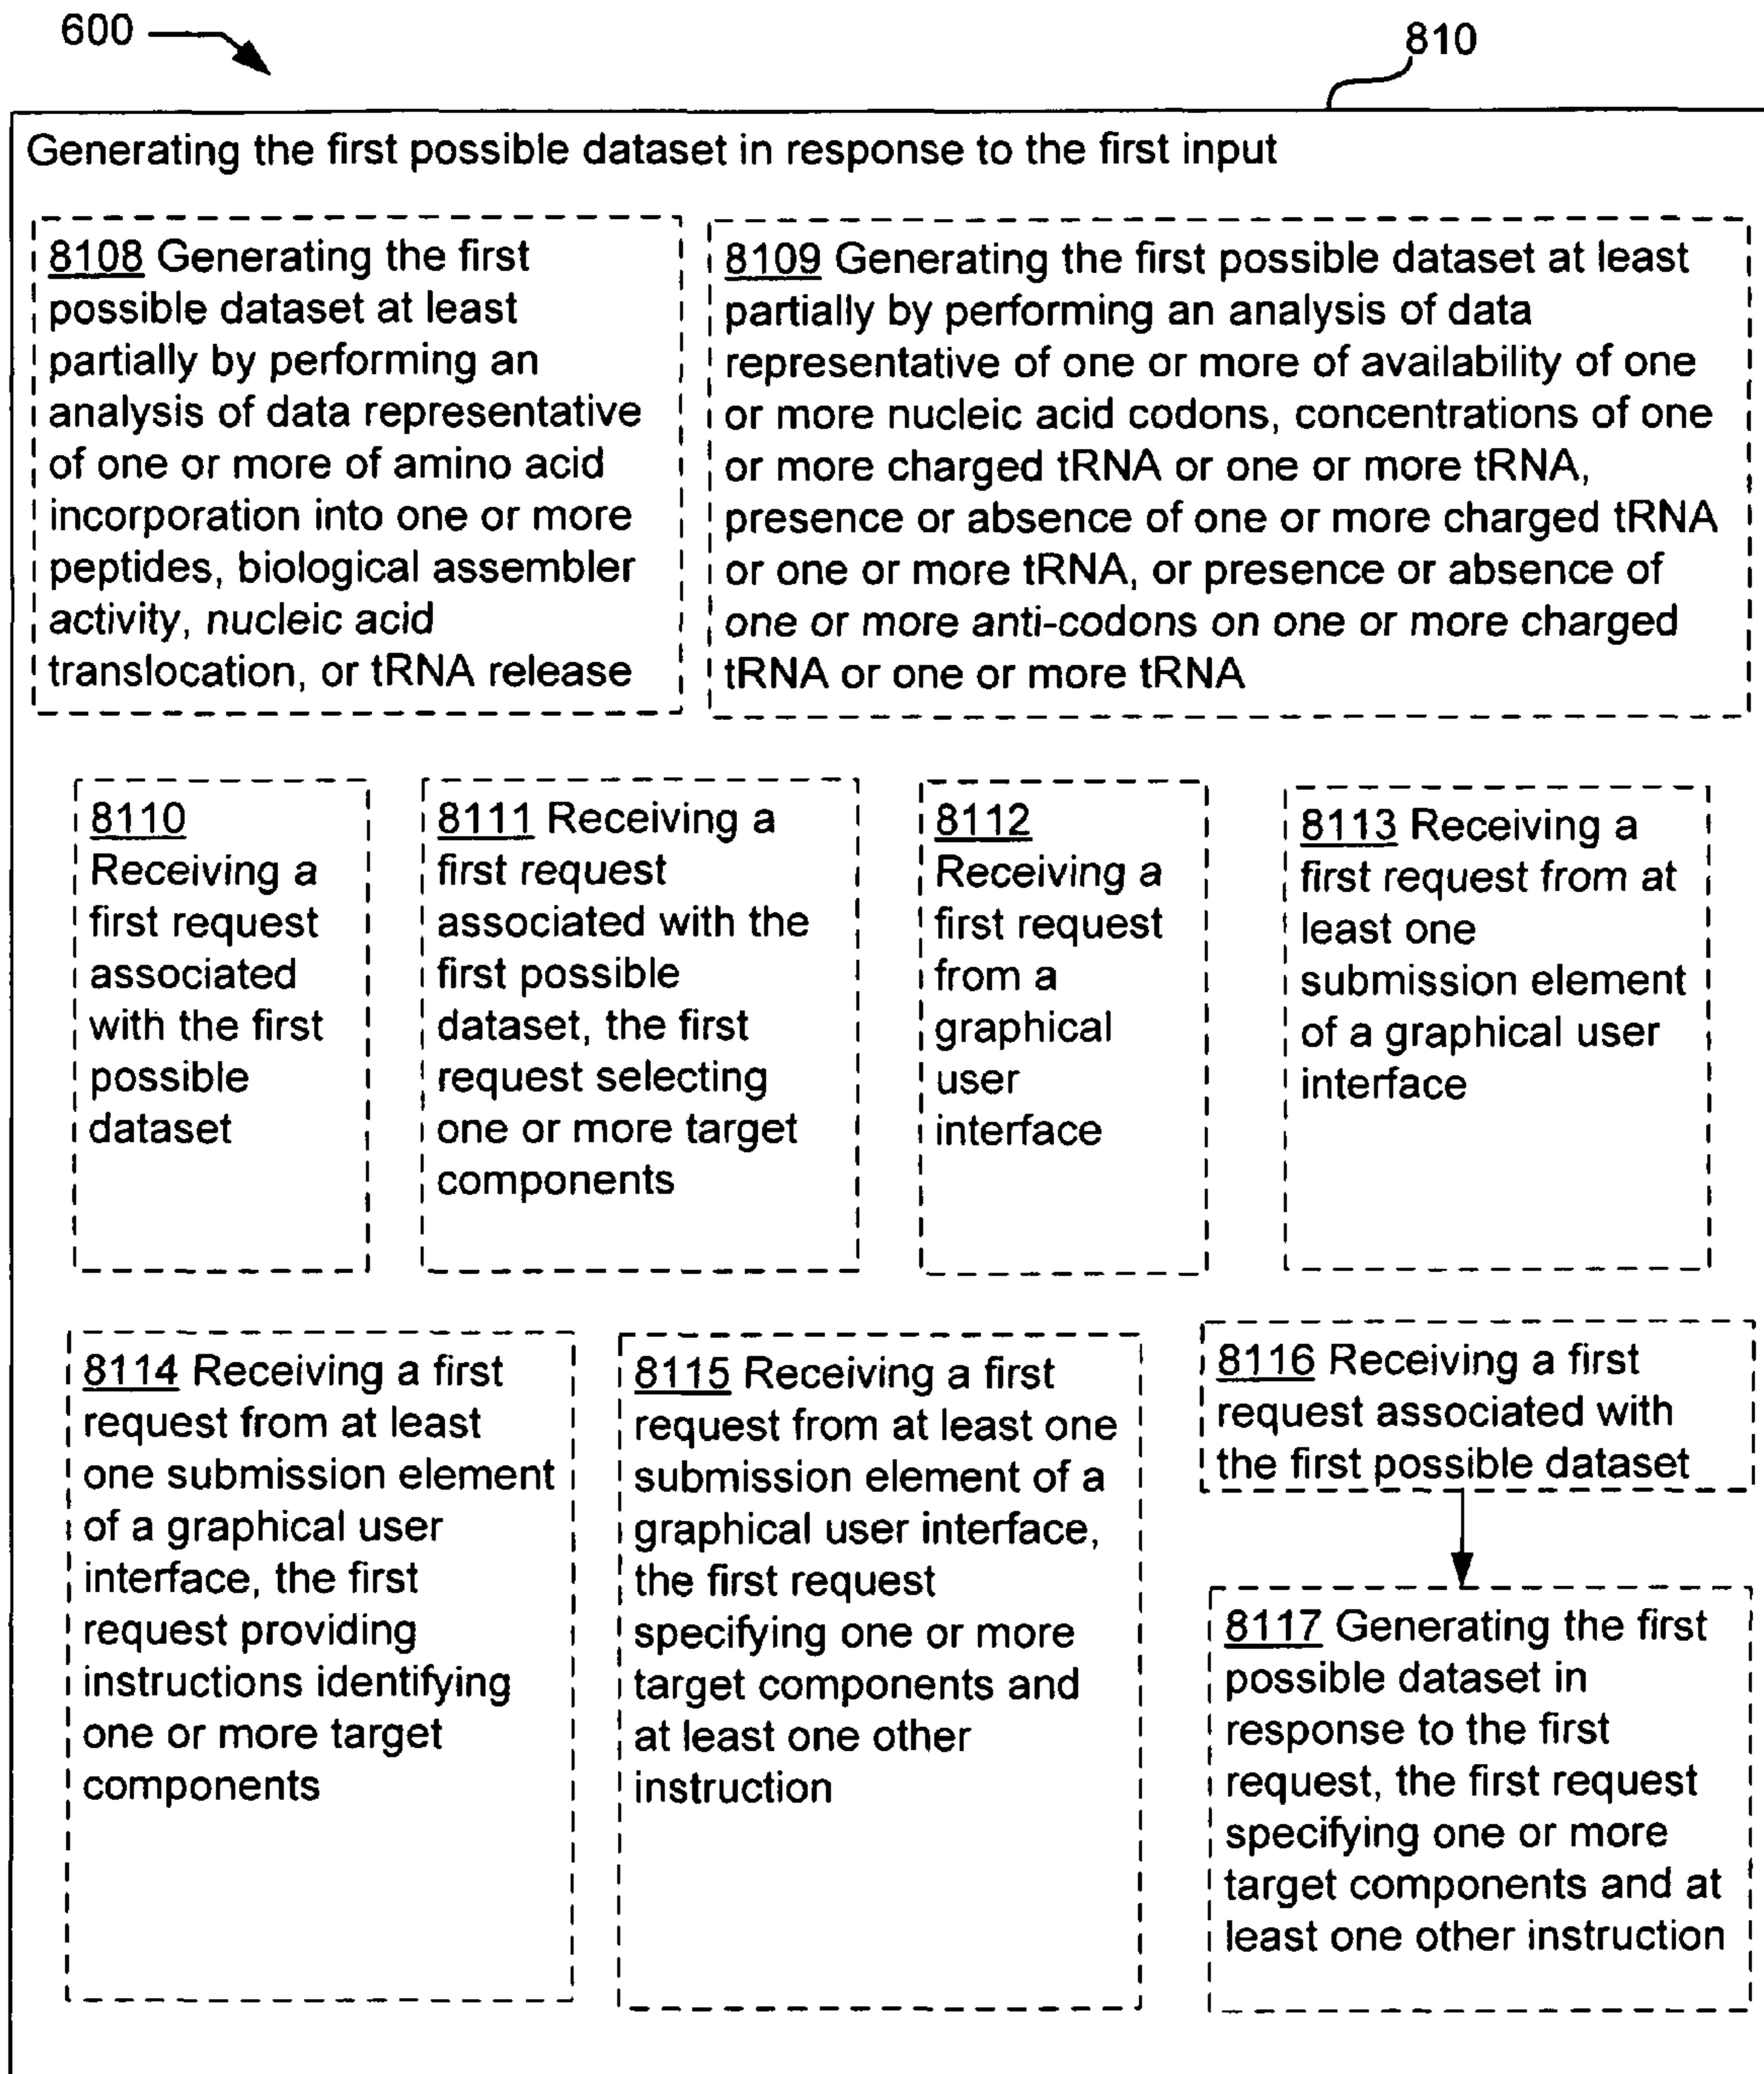 600
810
Generating the first possible dataset in response to the first input
8108 Generating the first
possible dataset at least
partially by performing an
analysis of data representative
of one or more of amino acid
incorporation into one or more
peptides, biological assembler
activity, nucleic acid
translocation, or tRNA release
8109 Generating the first possible dataset at least
partially by performing an analysis of data
representative of one or more of availability of one
or more nucleic acid codons, concentrations of one
or more charged tRNA or one or more tRNA,
presence or absence of one or more charged tRNA
or one or more tRNA, or presence or absence of
one or more anti-codons on one or more charged
tRNA or one or more tRNA
8110
Receiving a
first request
associated
with the first
possible
dataset
8111 Receiving a
first request
associated with the
first possible
dataset, the first
request selecting
one or more target
components
8112
Receiving a
first request
from a
graphical
user
interface
8113 Receiving a
first request from at
least one
submission element
of a graphical user
interface
8114 Receiving a first
request from at least
one submission element
of a graphical user
interface, the first
request providing
instructions identifying
one or more target
components
8115 Receiving a first
request from at least one
submission element of a
graphical user interface,
the first request
specifying one or more
target components and
at least one other
instruction
8116 Receiving a first
request associated with
the first possible dataset
8117 Generating the first
possible dataset in
response to the first
request, the first request
specifying one or more
target components and at
least one other instruction